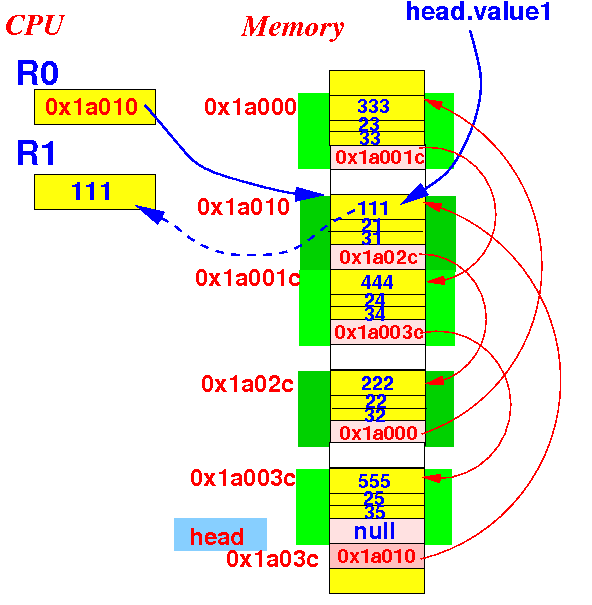 CPU
Memory
head.value1
R0
0x1a010
R1
111
0x1a000
333
23
33
0x1a001c
0x1a010
111
21
31
0x1a02c
0x1a001c
444
24
34
0x1a003c
0x1a02c
222
22
32
0x1a000
0x1a003c
555
25
35
null
head
0x1a03c
0x1a010